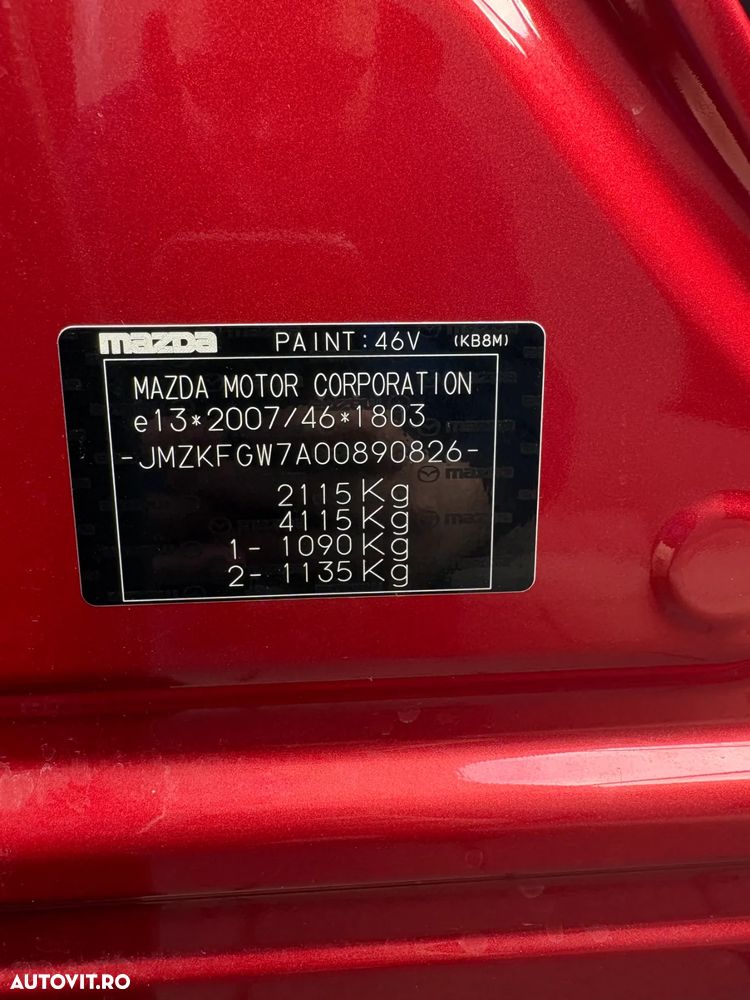 mazda PAINT:46V (KB8M)
MAZDA MOTOR CORPORATION
e13*2007/46*1803
-JMZKFGW7A00890826-
2115Kg
4115Kg
1- 1090Kg
2- 1135Kg
AUTOVIT.RO